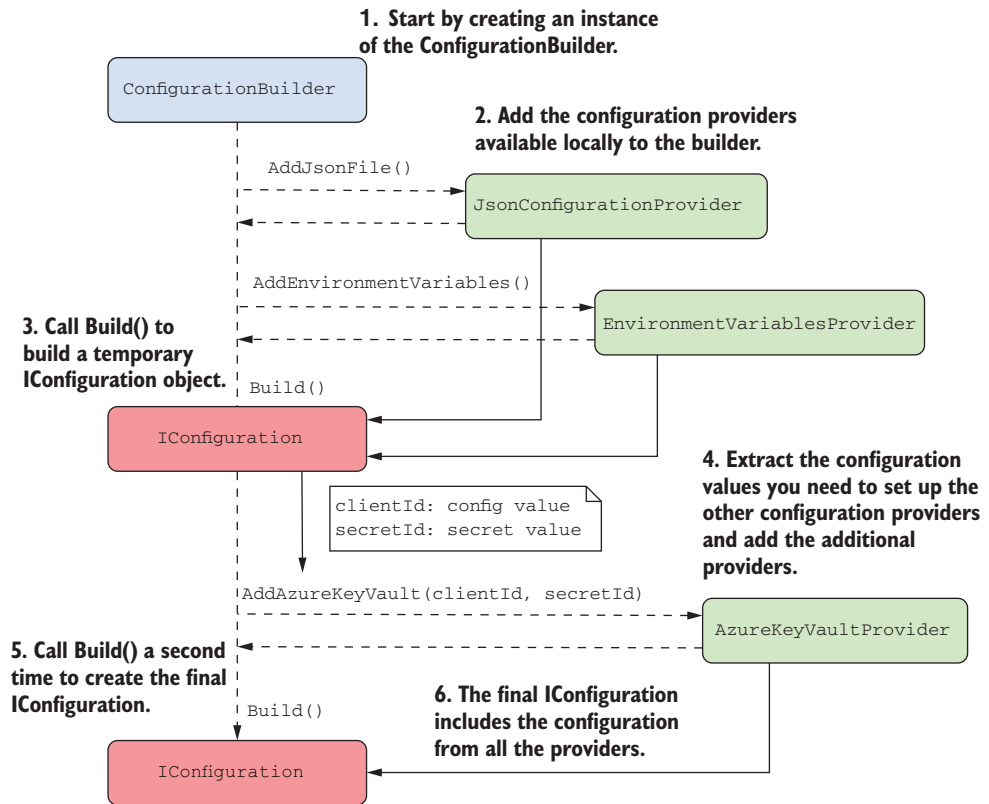 1. Start by creating an instance
of the ConfigurationBuilder.
ConfigurationBuilder
2. Add the configuration providers
available locally to the builder.
AddJsonFile()
JsonConfigurationProvider
AddEnvironmentVariables()
EnvironmentVariablesProvider
3. Call Build() to
build a temporary
IConfiguration object.
Build()
IConfiguration
4. Extract the configuration
values you need to set up the
other configuration providers
and add the additional
providers.
clientId: config value
secretId: secret value
AddAzureKeyVault(clientId, secretId)
AzureKeyVaultProvider
5. Call Build() a second
time to create the final
IConfiguration.
6. The final IConfiguration
includes the configuration
from all the providers.
Build()
IConfiguration